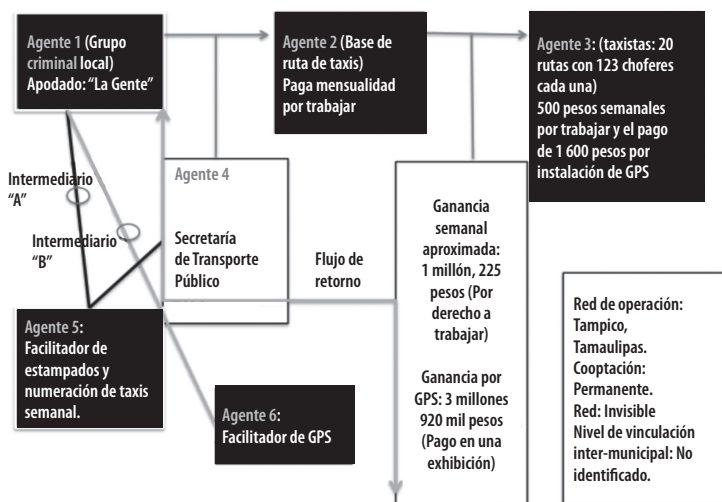 Agente 1 (Grupo
criminal local)
Apodado: “La Gente”
Agente 2 (Base de
ruta de taxis)
Paga mensualidad
por trabajar
Agente 3: (taxistas: 20
rutas con 123 choferes
cada una)
500 pesos semanales
por trabajar y el pago
de 1 600 pesos por
instalación de GPS
Intermediario
“A”
Intermediario
“B”
Agente 4
Secretaría
de Transporte
Público
Flujo de
retorno
Ganancia
semanal
aproximada:
1 millón, 225
pesos (Por
derecho a
trabajar)
Ganancia por
GPS: 3 millones
920 mil pesos
(Pago en una
exhibición)
Agente 5:
Facilitador de
estampados y
numeración de taxis
semanal.
Agente 6:
Facilitador de GPS
Red de operación:
Tampico,
Tamaulipas.
Cooptación:
Permanente.
Red: Invisible
Nivel de vinculación
inter-municipal: No
identificado.